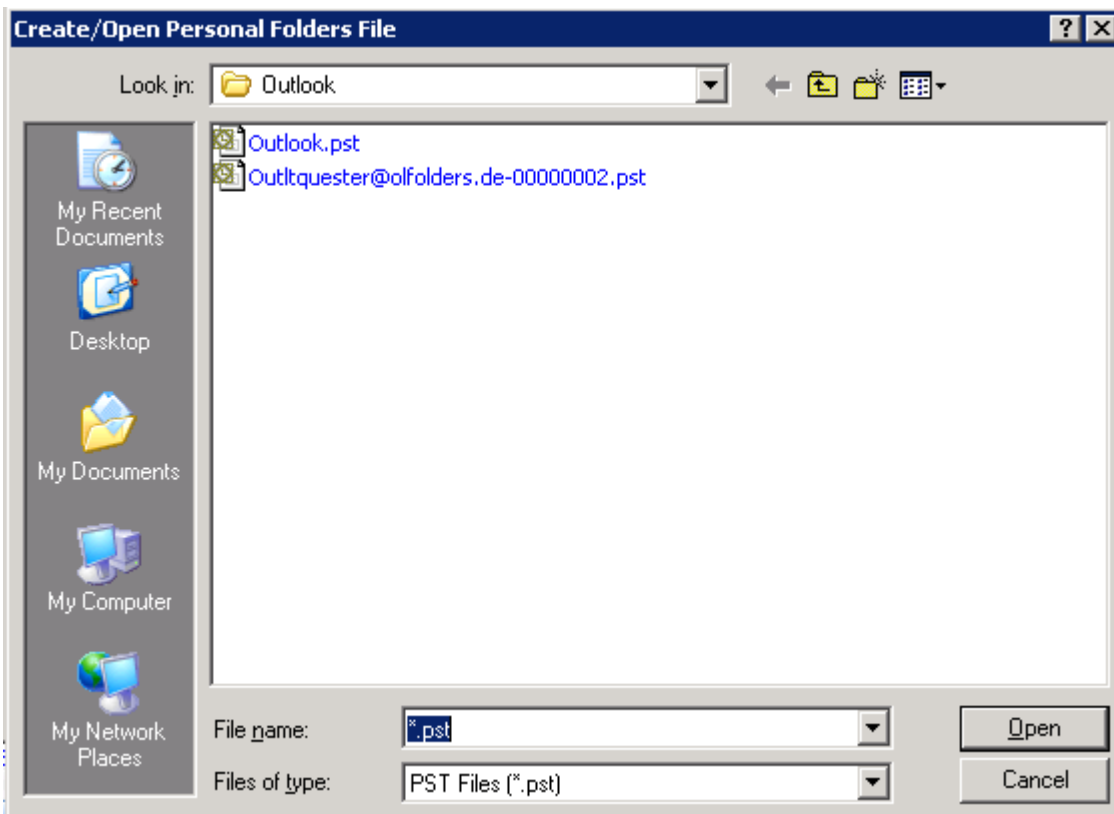 Create/Open Personal Folders File
Look in: Outlook
Outlook.pst
Outltquester@olfolders.de-00000002.pst
My Recent
Documents
Desktop
My Documents
My Computer
My Network
Places
File name: *.pst Open
Files of type: PST Files (*.pst) Cancel